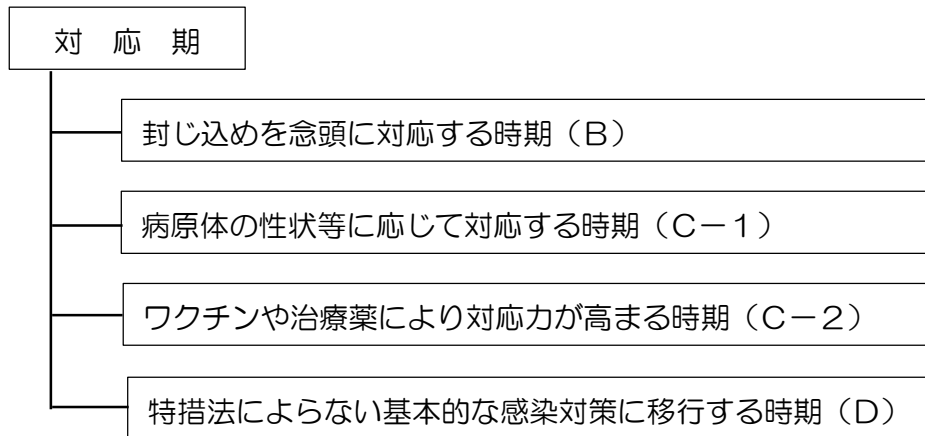 対　応　期
封じ込めを念頭に対応する時期（Ｂ）
病原体の性状等に応じて対応する時期（Ｃ－１）
ワクチンや治療薬により対応力が高まる時期（Ｃ－２）
特措法によらない基本的な感染対策に移行する時期（Ｄ）